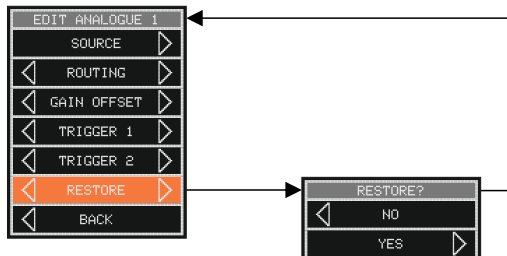 EDIT ANALOGUE 1
SOURCE
ROUTING
GAIN OFFSET
TRIGGER 1
TRIGGER 2
RESTORE
BACK
RESTORE?
NO
YES